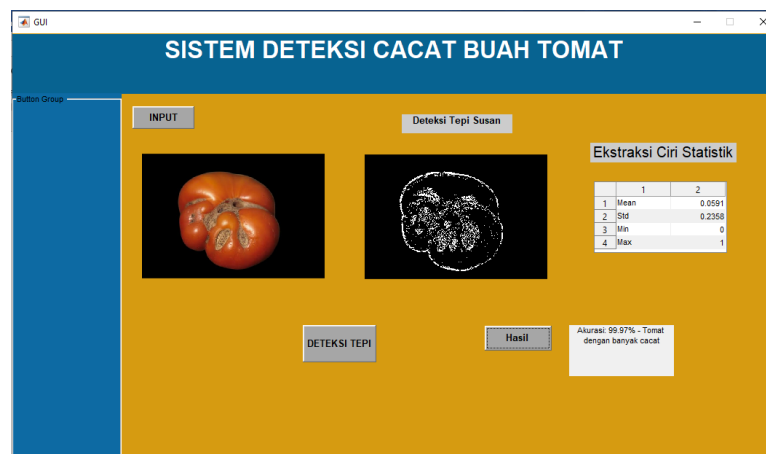 GUI
SISTEM DETEKSI CACAT BUAH TOMAT
Button Group
INPUT
Deteksi Tepi Susan
Ekstraksi Ciri Statistik
1 2
1 Mean 0.0591
2 Std 0.2358
3 Min 0
4 Max 1
DETEKSI TEPI
Hasil
Akurasi: 99.97% - Tomat
dengan banyak cacat